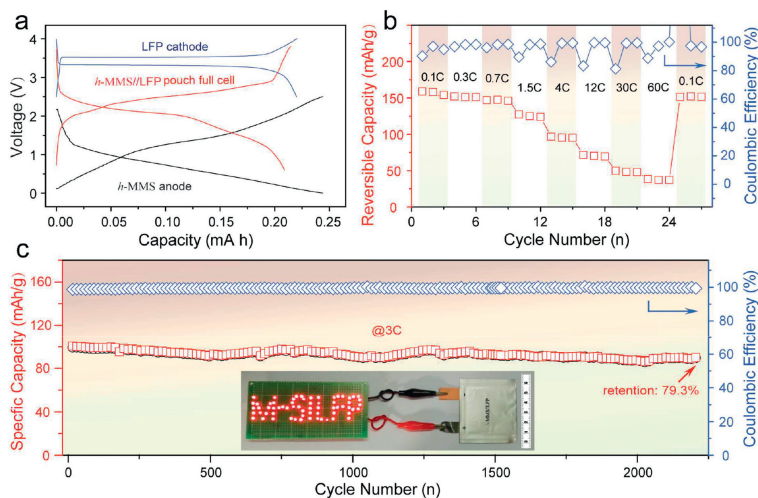 a
LFP cathode
h-MMS//LFP pouch full cell
h-MMS anode
Voltage (V)
4
3
2
1
0
0.00 0.05 0.10 0.15 0.20 0.25
Capacity (mA h)
b
Reversible Capacity (mAh/g)
200
150
100
50
0
0.1C 0.3C 0.7C 1.5C 4C 12C 30C 60C 0.1C
0 6 12 18 24
Cycle Number (n)
100
80
60
40
20
0
Coulombic Efficiency (%)
c
Specfic Capacity (mAh/g)
160
120
80
40
0
@3C
retention: 79.3%
M-SILFP
0 500 1000 1500 2000
Cycle Number (n)
100
80
60
40
20
0
Coulombic Efficiency (%)